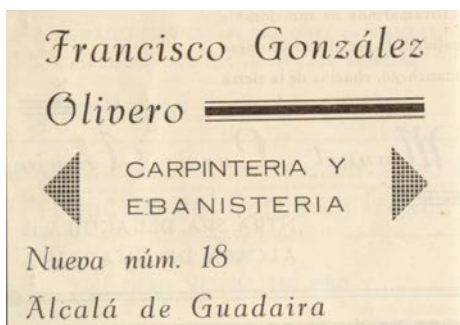 Francisco González
Olivero
CARPINTERIA Y
EBANISTERIA
Nueva núm. 18
Alcalá de Guadaira